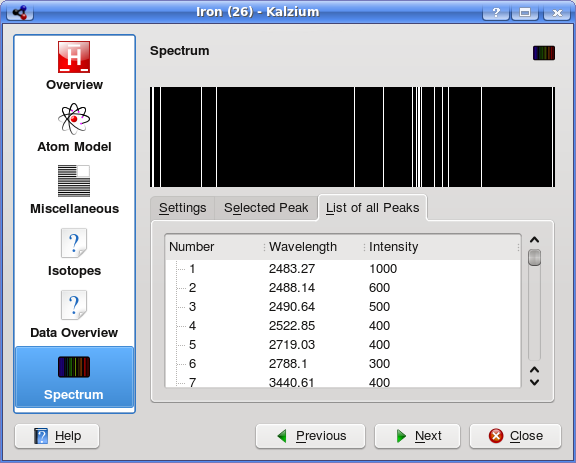 Iron (26) - Kalzium
H
Overview
Atom Model
Miscellaneous
?
Isotopes
?
Data Overview
Spectrum
Spectrum
Settings Selected Peak List of all Peaks
Number Wavelength Intensity
1 2483.27 1000
2 2488.14 600
3 2490.64 500
4 2522.85 400
5 2719.03 400
6 2788.1 300
7 3440.61 400
? Help Previous Next Close